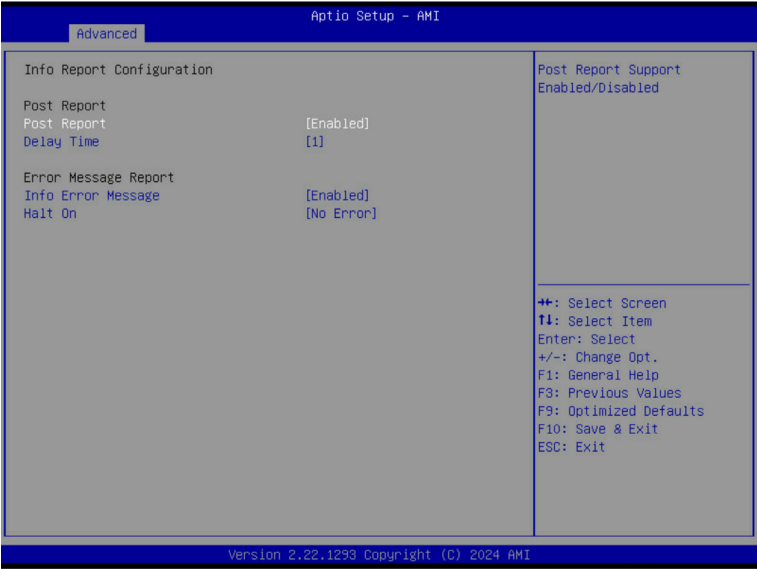 Aptio Setup – AMI
Advanced
Info Report Configuration
Post Report
Post Report [Enabled]
Delay Time [1]
Error Message Report
Info Error Message [Enabled]
Halt On [No Error]
Post Report Support
Enabled/Disabled
→←: Select Screen
↑↓: Select Item
Enter: Select
+/-: Change Opt.
F1: General Help
F3: Previous Values
F9: Optimized Defaults
F10: Save & Exit
ESC: Exit
Version 2.22.1293 Copyright (C) 2024 AMI